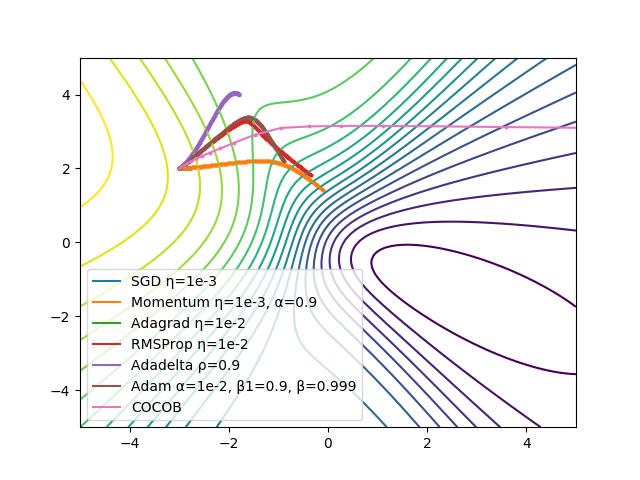 4
2
0
−2
−4
SGD η=1e-3
Momentum η=1e-3, α=0.9
Adagrad η=1e-2
RMSProp η=1e-2
Adadelta ρ=0.9
Adam α=1e-2, β1=0.9, β=0.999
COCOB
−4 −2 0 2 4